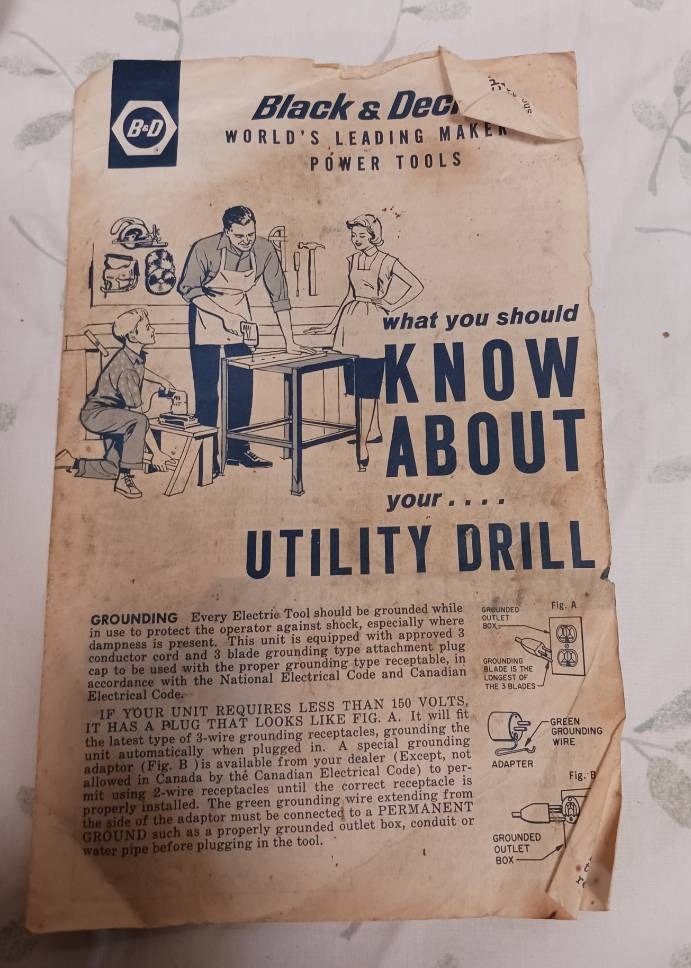 B&D
Black & Dec
WORLD'S LEADING MAKER
POWER TOOLS
what you should
KNOW
ABOUT
your . . . .
UTILITY DRILL
GROUNDING Every Electric Tool should be grounded while
in use to protect the operator against shock, especially where
dampness is present. This unit is equipped with approved 3
conductor cord and 3 blade grounding type attachment plug
cap to be used with the proper grounding type receptable, in
accordance with the National Electrical Code and Canadian
Electrical Code.
IF YOUR UNIT REQUIRES LESS THAN 150 VOLTS,
IT HAS A PLUG THAT LOOKS LIKE FIG. A. It will fit
the latest type of 3-wire grounding receptacles, grounding the
unit automatically when plugged in. A special grounding
adaptor (Fig. B ) is available from your dealer (Except, not
allowed in Canada by the Canadian Electrical Code) to per-
mit using 2-wire receptacles until the correct receptacle is
properly installed. The green grounding wire extending from
the side of the adaptor must be connected to a PERMANENT
GROUND such as a properly grounded outlet box, conduit or
water pipe before plugging in the tool.
Fig. A
GROUNDED
OUTLET
BOX
GROUNDING
BLADE IS THE
LONGEST OF
THE 3 BLADES
GREEN
GROUNDING
WIRE
ADAPTER
Fig. B
GROUNDED
OUTLET
BOX